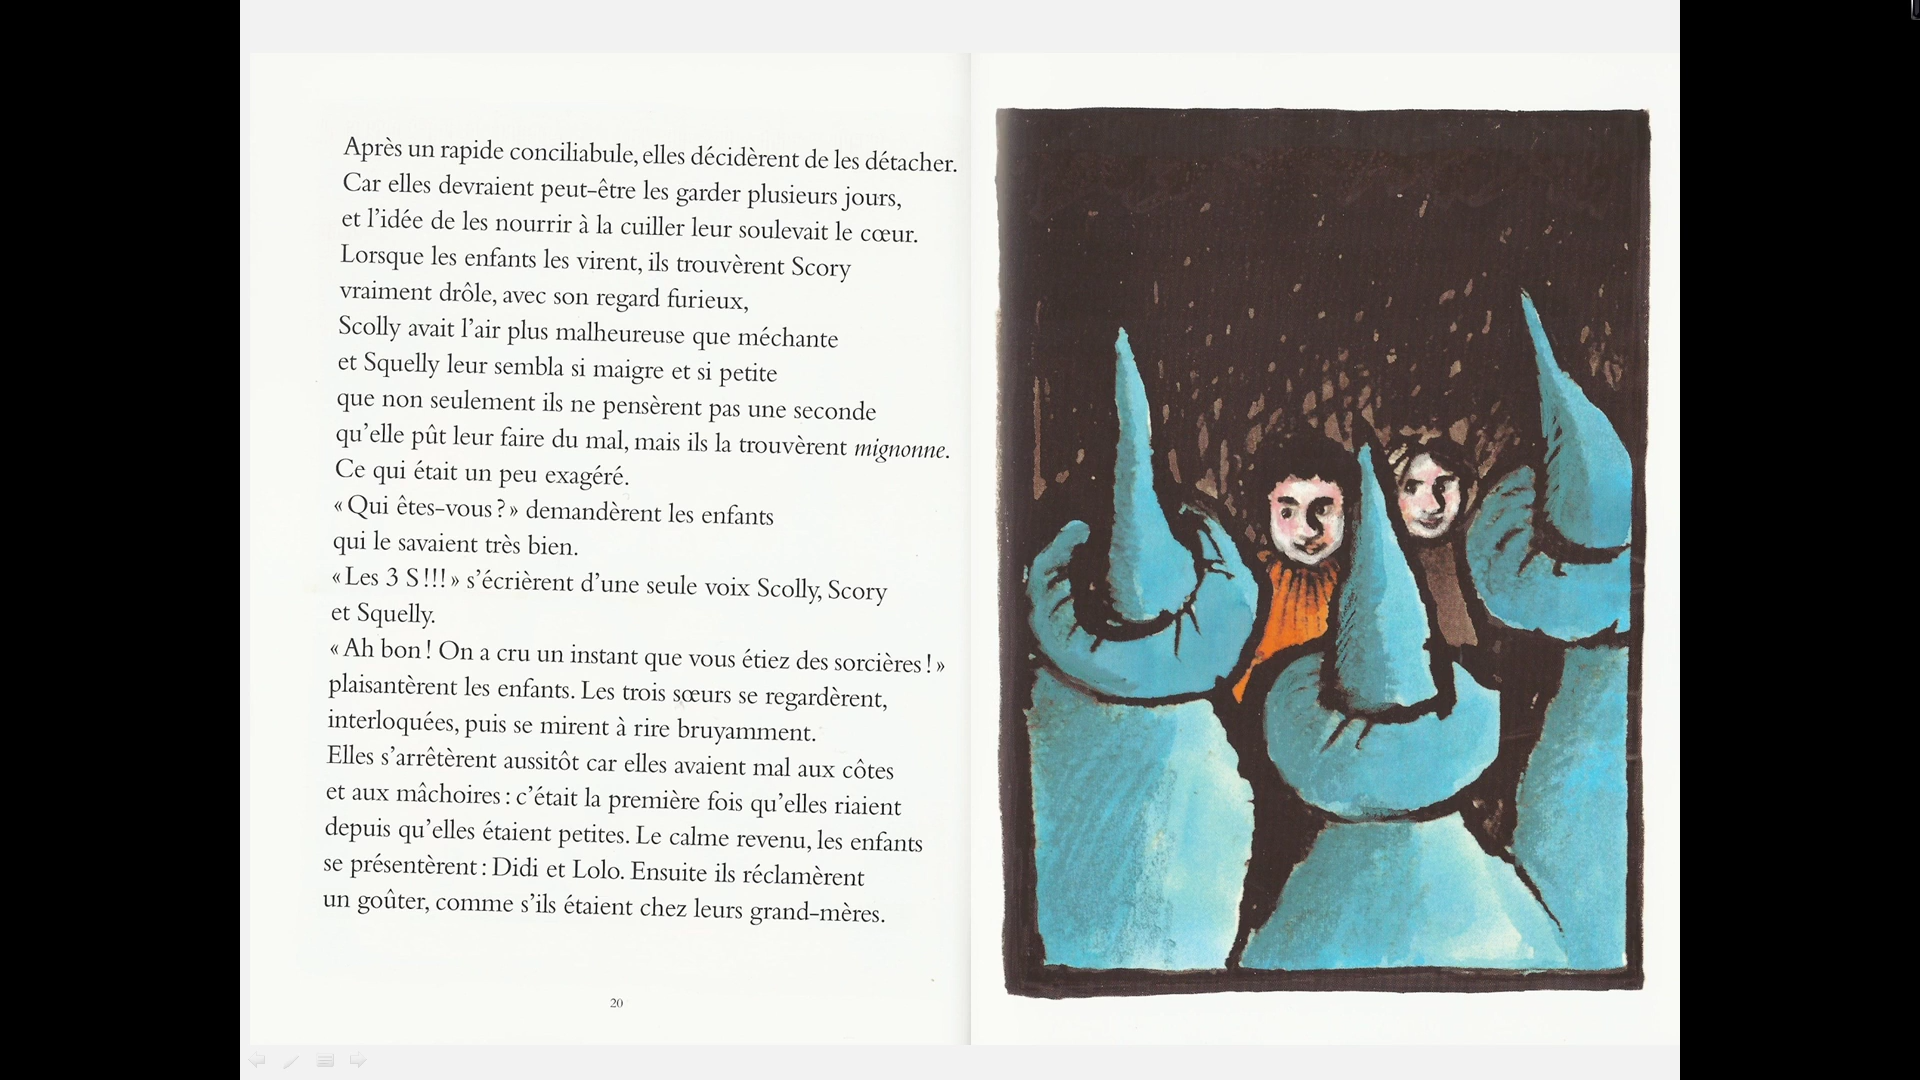 Après un rapide conciliabule, elles décidèrent de les détacher.
Car elles devraient peut-être les garder plusieurs jours,
et l'idée de les nourrir à la cuiller leur soulevait le cœur.
Lorsque les enfants les virent, ils trouvèrent Scory
vraiment drôle, avec son regard furieux,
Scolly avait l'air plus malheureuse que méchante
et Squelly leur sembla si maigre et si petite
que non seulement ils ne pensèrent pas une seconde
qu'elle pût leur faire du mal, mais ils la trouvèrent mignonne.
Ce qui était un peu exagéré.
« Qui êtes-vous ? » demandèrent les enfants
qui le savaient très bien.
« Les 3 S !!! » s'écrièrent d'une seule voix Scolly, Scory
et Squelly.
« Ah bon ! On a cru un instant que vous étiez des sorcières ! »
plaisantèrent les enfants. Les trois sœurs se regardèrent,
interloquées, puis se mirent à rire bruyamment.
Elles s'arrêtèrent aussitôt car elles avaient mal aux côtes
et aux mâchoires : c'était la première fois qu'elles riaient
depuis qu'elles étaient petites. Le calme revenu, les enfants
se présentèrent : Didi et Lolo. Ensuite ils réclamèrent
un goûter, comme s'ils étaient chez leurs grand-mères.
20